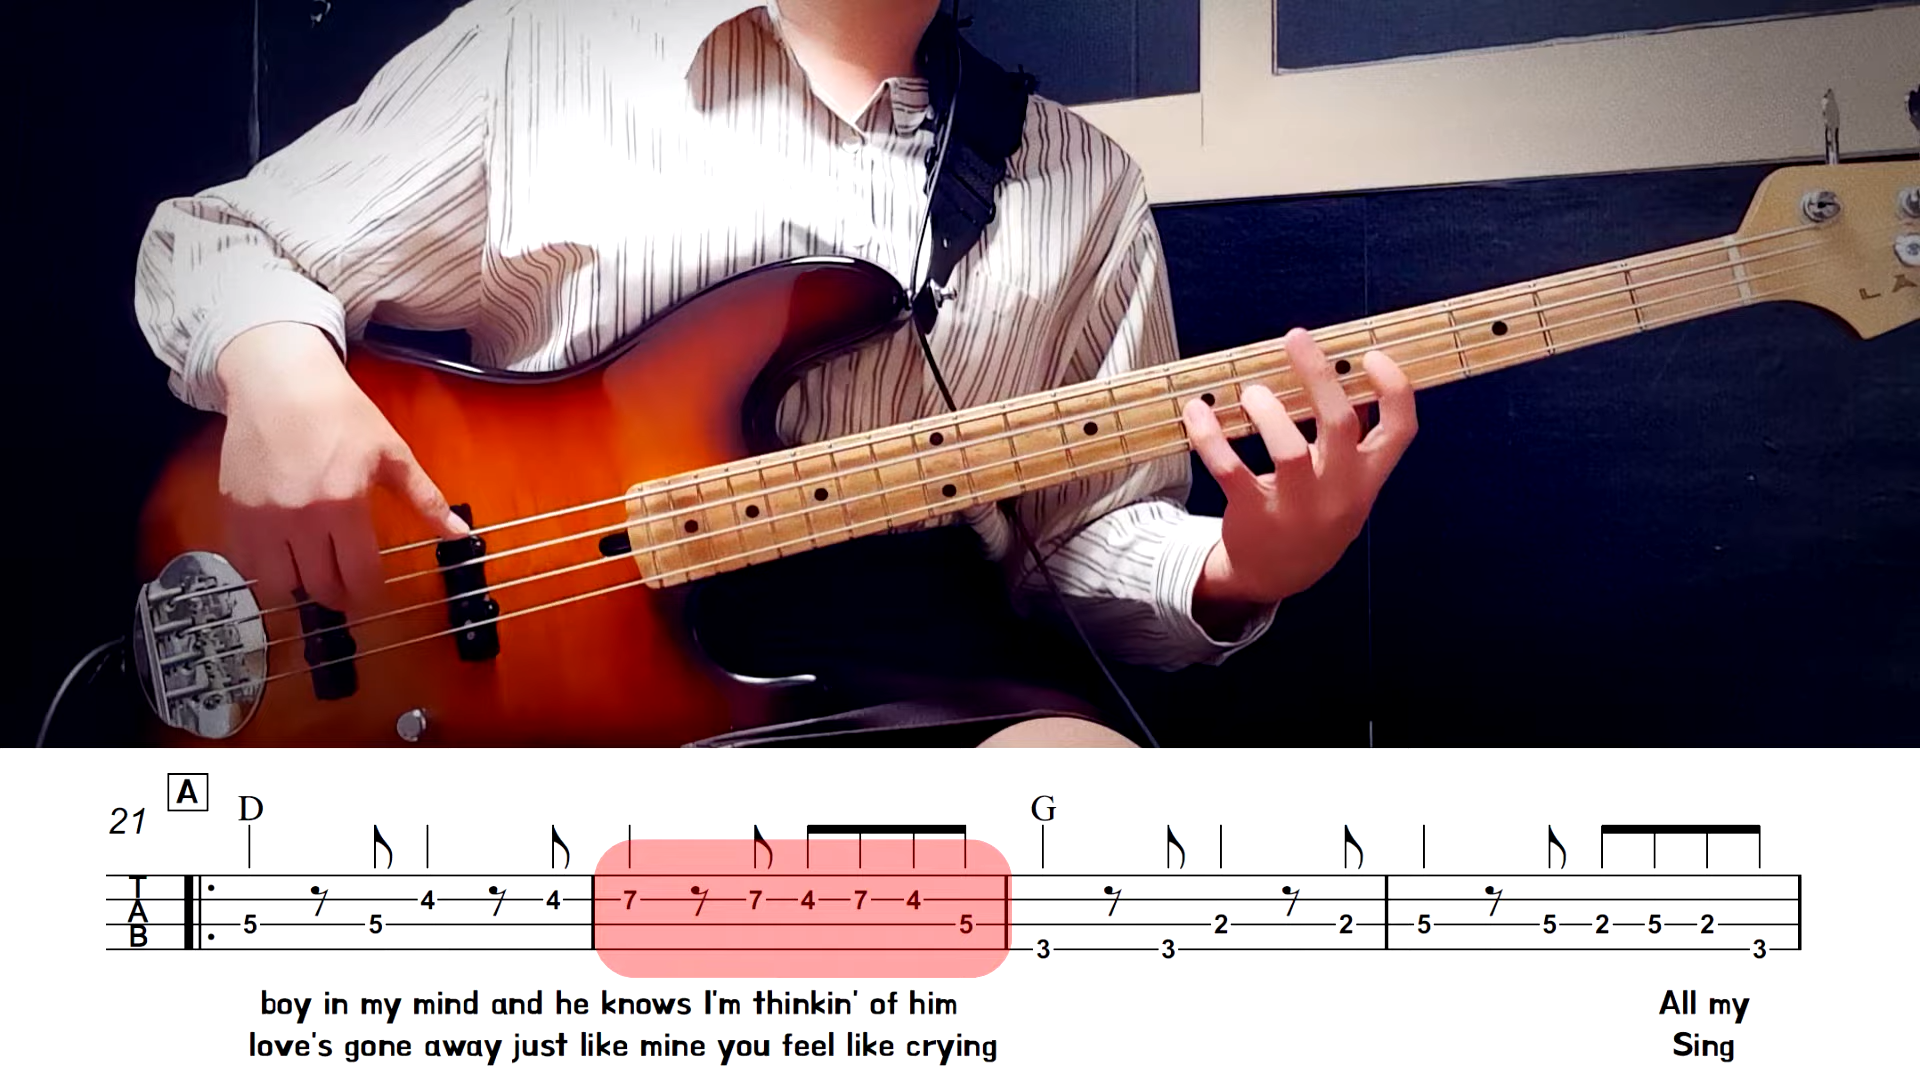 L A
A
21 D G
T
A
B
5 5 4 4 7 7 4 7 4 5 3 3 2 2 5 5 2 5 2 3
boy in my mind and he knows I'm thinkin' of him All my
love's gone away just like mine you feel like crying Sing